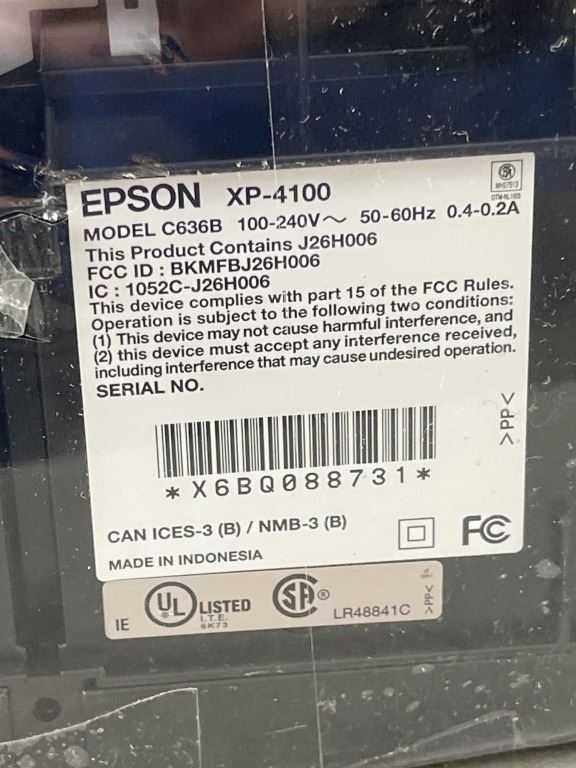 EPSON XP-4100
MODEL C636B 100-240V～ 50-60Hz 0.4-0.2A
This Product Contains J26H006
FCC ID : BKMFBJ26H006
IC : 1052C-J26H006
This device complies with part 15 of the FCC Rules.
Operation is subject to the following two conditions:
(1) This device may not cause harmful interference, and
(2) this device must accept any interference received,
including interference that may cause undesired operation.
SERIAL NO.
>PP<
*X6BQ088731*
CAN ICES-3 (B) / NMB-3 (B)
FC
MADE IN INDONESIA
IE
UL LISTED
I.T.E.
6K73
SA®
LR48841C
>PP<